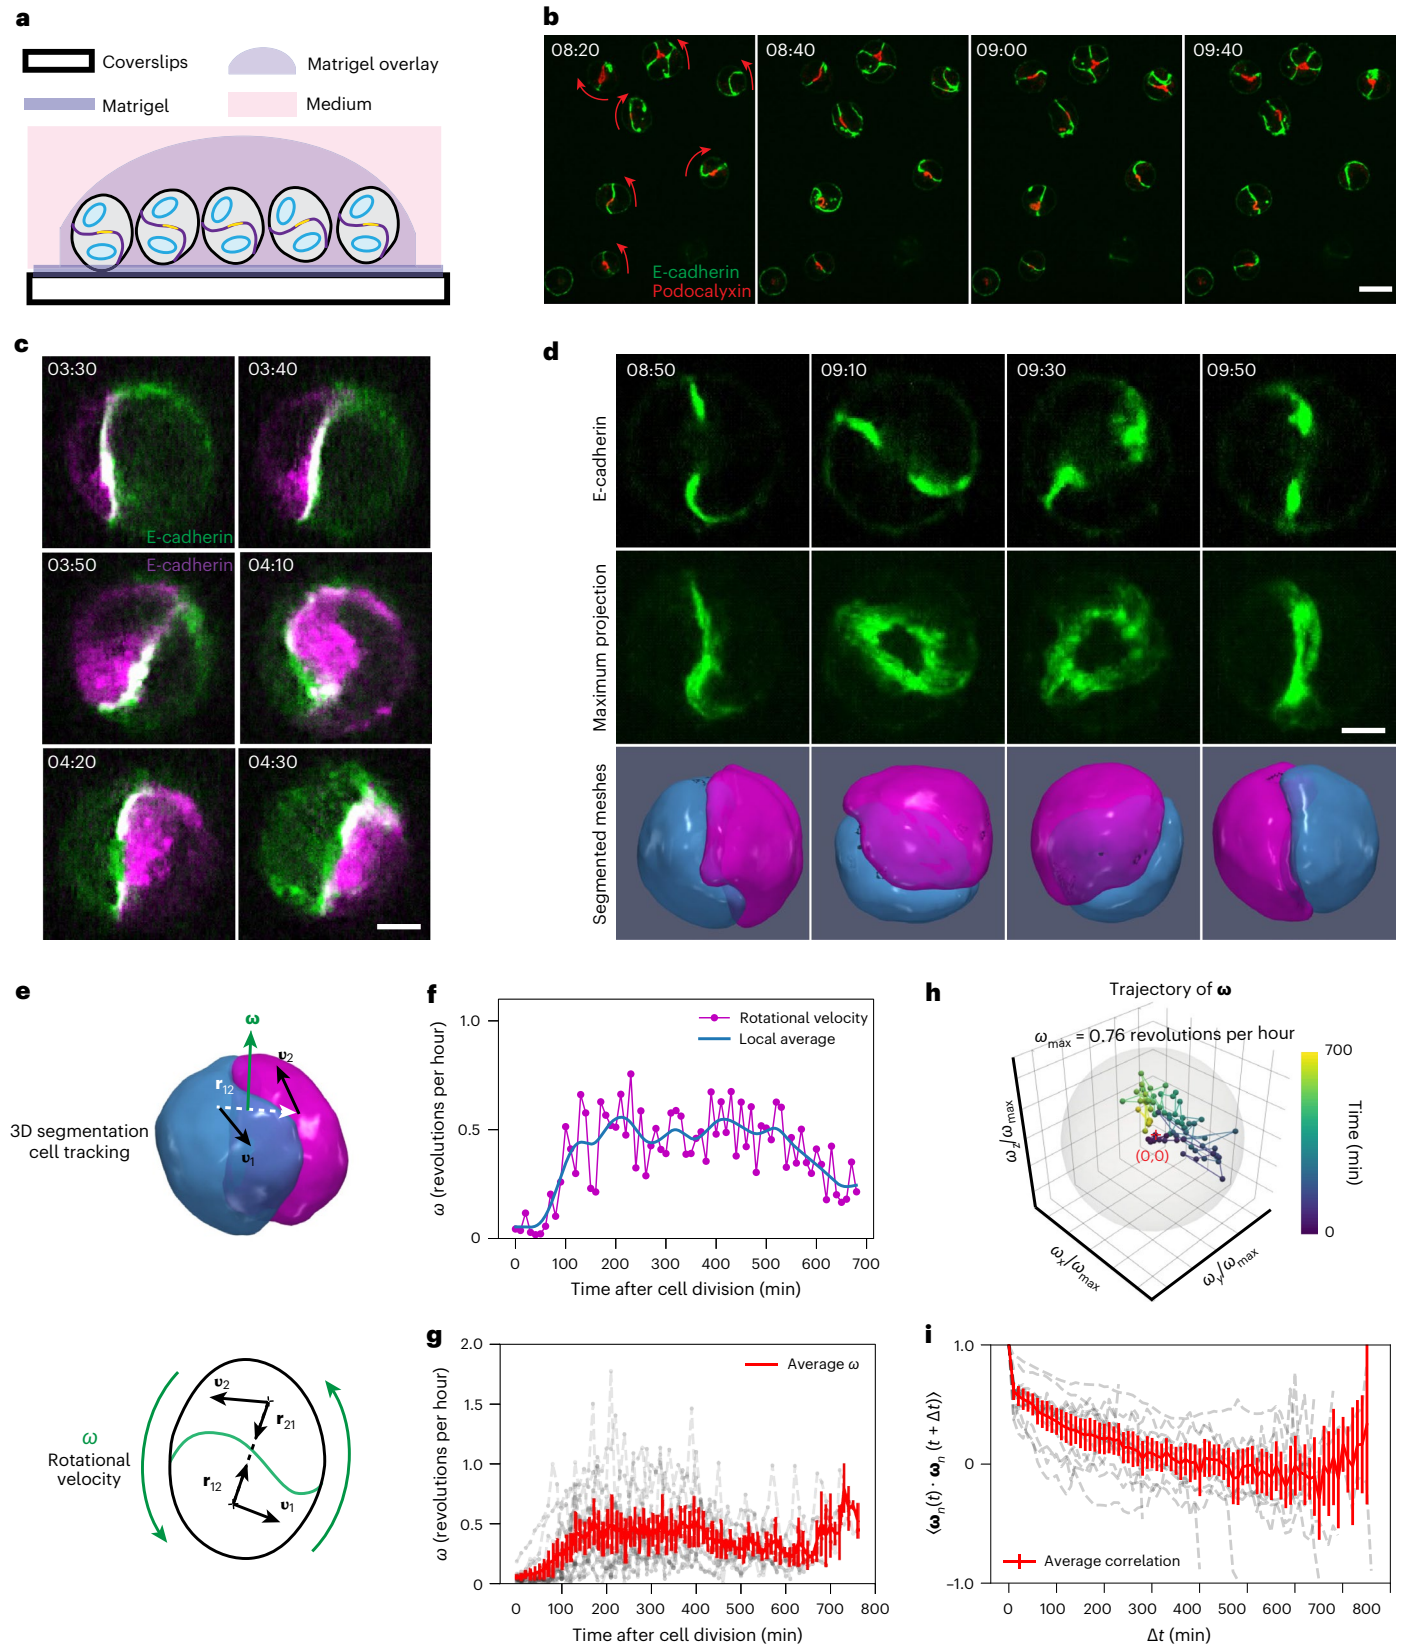 a
Coverslips
Matrigel overlay
Matrigel
Medium
b
08:20
08:40
09:00
09:40
E-cadherin
Podocalyxin
c
03:30
03:40
E-cadherin
03:50
E-cadherin
04:10
04:20
04:30
d
08:50
09:10
09:30
09:50
E-cadherin
Maximum projection
Segmented meshes
e
ω
υ2
r12
υ1
3D segmentation
cell tracking
υ2
r21
ω
Rotational
velocity
r12
υ1
f
Rotational velocity
Local average
1.0
0.5
0
ω (revolutions per hour)
0 100 200 300 400 500 600 700
Time after cell division (min)
g
2.0
Average ω
1.5
1.0
0.5
0
ω (revolutions per hour)
0 100 200 300 400 500 600 700 800
Time after cell division (min)
h
Trajectory of ω
ωmax = 0.76 revolutions per hour
700
0
Time (min)
(0;0)
ωz/ωmax
ωx/ωmax
ωy/ωmax
i
1.0
0
−1.0
⟨ωn(t) · ωn (t + Δt)⟩
Average correlation
0 100 200 300 400 500 600 700 800
Δt (min)